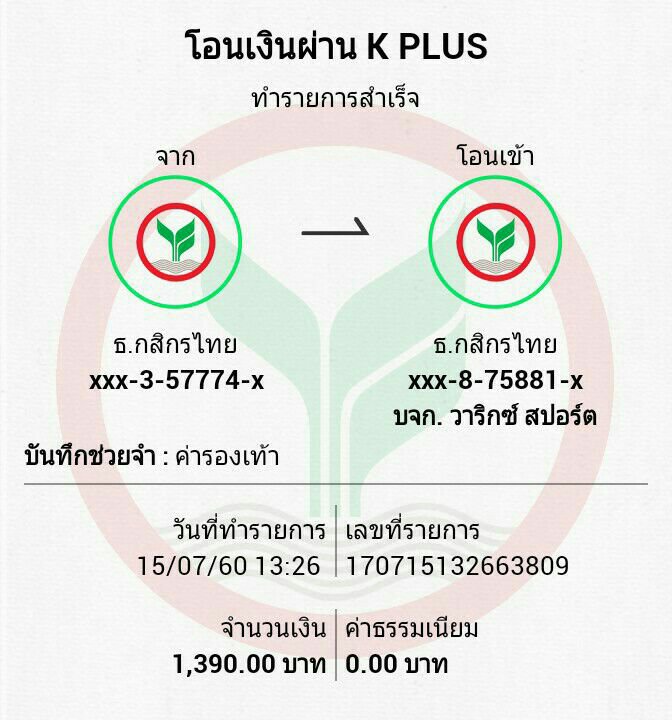 โอนเงินผ่าน K PLUS
ทำรายการสำเร็จ
จาก
โอนเข้า
ธ.กสิกรไทย
xxx-3-57774-x
ธ.กสิกรไทย
xxx-8-75881-x
บจก. วาริกซ์ สปอร์ต
บันทึกช่วยจำ : ค่ารองเท้า
วันที่ทำรายการ
15/07/60 13:26
เลขที่รายการ
170715132663809
จำนวนเงิน
1,390.00 บาท
ค่าธรรมเนียม
0.00 บาท